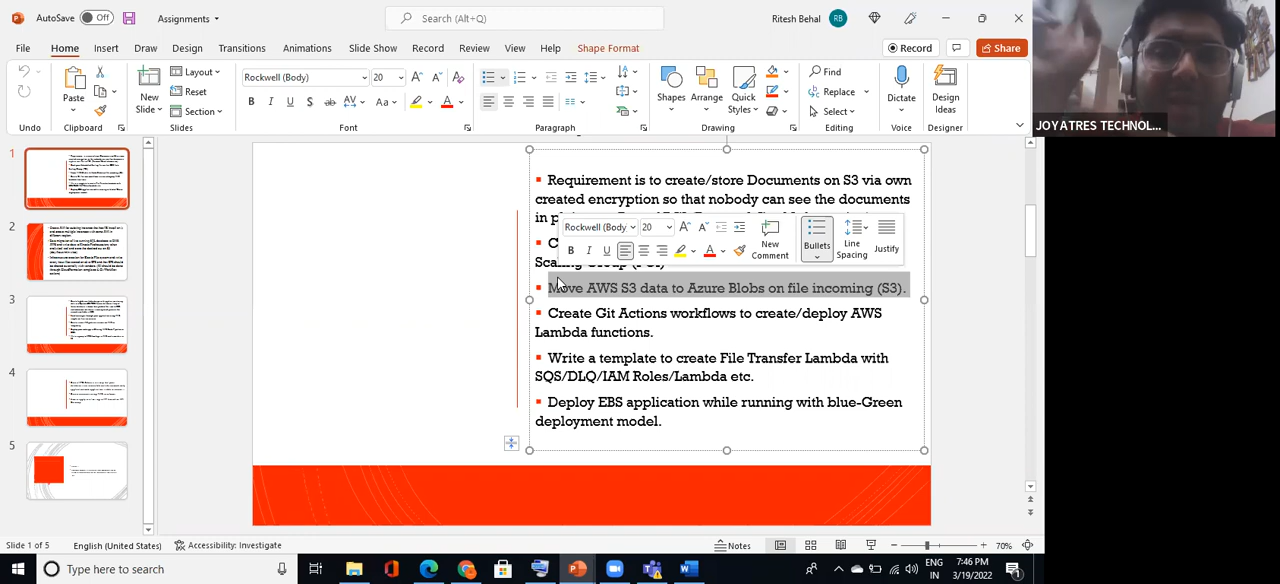 AutoSave Off Assignments Search (Alt+Q) Ritesh Behal RB
File Home Insert Draw Design Transitions Animations Slide Show Record Review View Help Shape Format Record Share
Paste New Slide Layout Reset Section Rockwell (Body) 20 Shapes Arrange Quick Styles Find Replace Select Dictate Design Ideas
Undo Clipboard Slides Font Paragraph Drawing Editing Voice Designer
JOYATRES TECHNOL...
1
2
3
4
5
Requirement is to create/store Documents on S3 via own
created encryption so that nobody can see the documents
Rockwell (Body 20 New Comment Bullets Line Spacing Justify
Move AWS S3 data to Azure Blobs on file incoming (S3).
Create Git Actions workflows to create/deploy AWS
Lambda functions.
Write a template to create File Transfer Lambda with
SQS/DLQ/IAM Roles/Lambda etc.
Deploy EBS application while running with blue-Green
deployment model.
Slide 1 of 5 English (United States) Accessibility: Investigate Notes 70%
Type here to search ENG IN 7:46 PM 3/19/2022